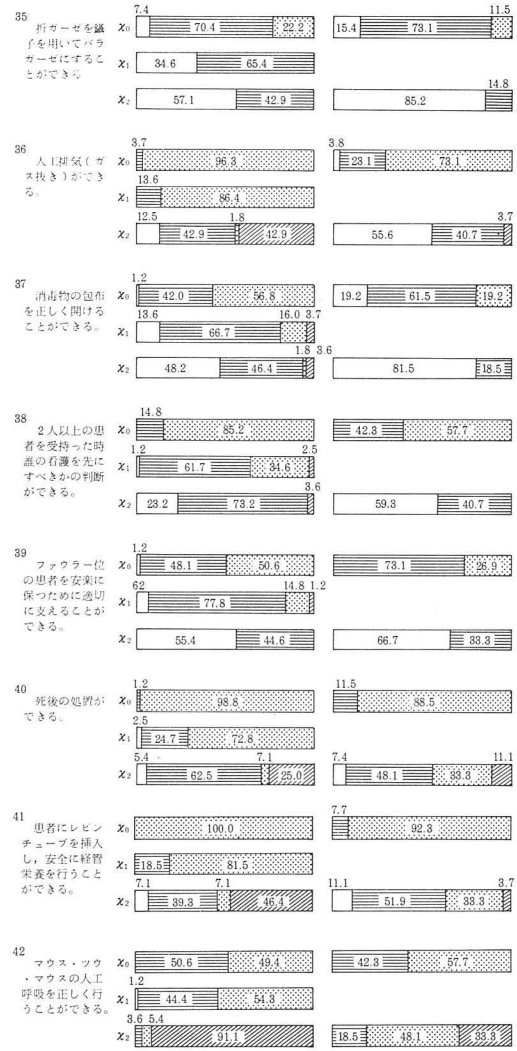 7.4 11.5
35 折ガーゼを鑷 χ₀ 70.4 22.2 15.4 73.1
子を用いてバラ
ガーゼにするこ χ₁ 34.6 65.4
とができる
14.8
χ₂ 57.1 42.9 85.2
3.7 3.8
36 人工排気(ガ χ₀ 96.3 23.1 73.1
ス抜き)ができ 13.6
る。 χ₁ 86.4
12.5 1.8 3.7
χ₂ 42.9 42.9 55.6 40.7
1.2
37 消毒物の包布 χ₀ 42.0 56.8 19.2 61.5 19.2
を正しく開ける 13.6 16.0 3.7
ことができる。 χ₁ 66.7
1.8 3.6
χ₂ 48.2 46.4 81.5 18.5
14.8
38 2人以上の患 χ₀ 85.2 42.3 57.7
者を受持った時 1.2 2.5
誰の看護を先に χ₁ 61.7 34.6
すべきかの判断 3.6
ができる。 χ₂ 23.2 73.2 59.3 40.7
1.2
39 ファウラー位 χ₀ 48.1 50.6 73.1 26.9
の患者を安楽に 62 14.8 1.2
保つために適切 χ₁ 77.8
に支えることが
できる。 χ₂ 55.4 44.6 66.7 33.3
1.2 11.5
40 死後の処置が χ₀ 98.8 88.5
できる。 2.5
χ₁ 24.7 72.8
5.4 7.1 7.4 11.1
χ₂ 62.5 25.0 48.1 33.3
7.7
41 患者にレビン χ₀ 100.0 92.3
チューブを挿入
し,安全に経管 χ₁ 18.5 81.5
栄養を行うこと 7.1 7.1 11.1 3.7
ができる。 χ₂ 39.3 46.4 51.9 33.3
42 マウス・ツウ χ₀ 50.6 49.4 42.3 57.7
・マウスの人工 1.2
呼吸を正しく行 χ₁ 44.4 54.3
うことができる。 3.6 5.4
χ₂ 91.1 18.5 48.1 33.3